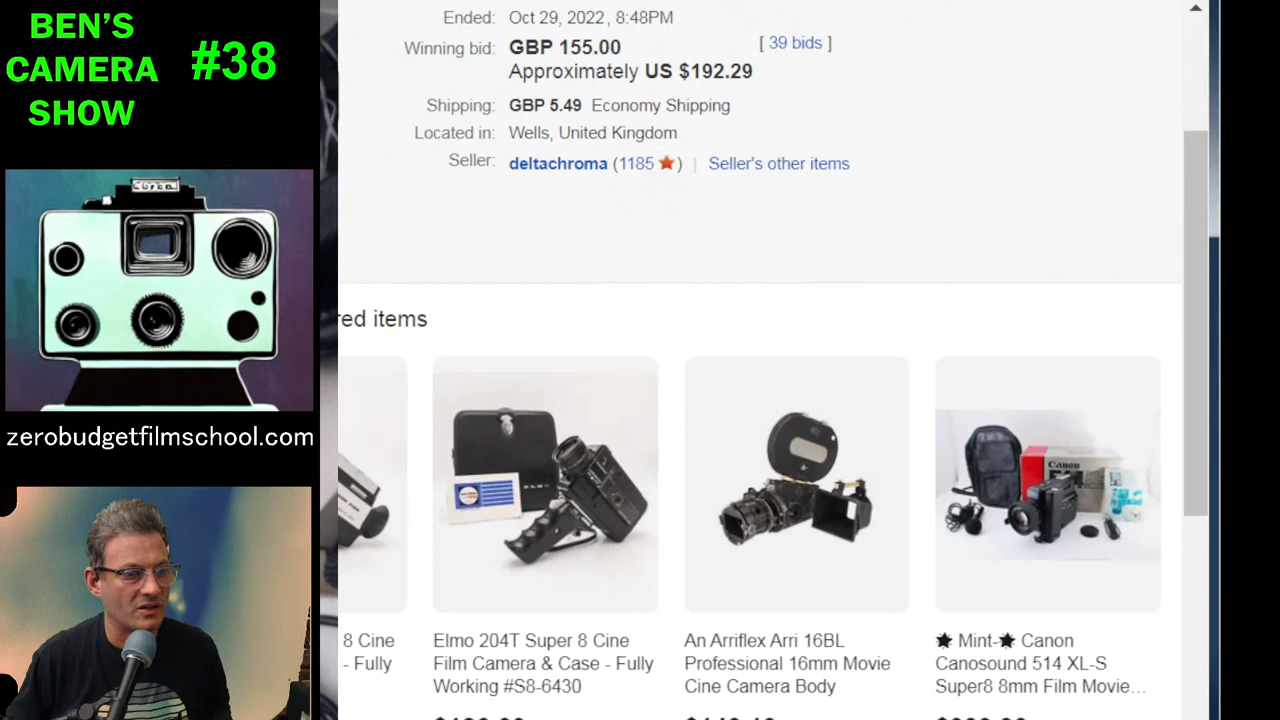 BEN'S
CAMERA
SHOW
#38
zerobudgetfilmschool.com
Ended: Oct 29, 2022 , 8:48PM
Winning bid: GBP 155.00 [ 39 bids ]
Approximately US $192.29
Shipping: GBP 5.49 Economy Shipping
Located in: Wells, United Kingdom
Seller: deltachroma (1185 ★) | Seller's other items
red items
8 Cine
- Fully
Elmo 204T Super 8 Cine
Film Camera & Case - Fully
Working #S8-6430
An Arriflex Arri 16BL
Professional 16mm Movie
Cine Camera Body
★ Mint-★ Canon
Canosound 514 XL-S
Super8 8mm Film Movie...
Canon